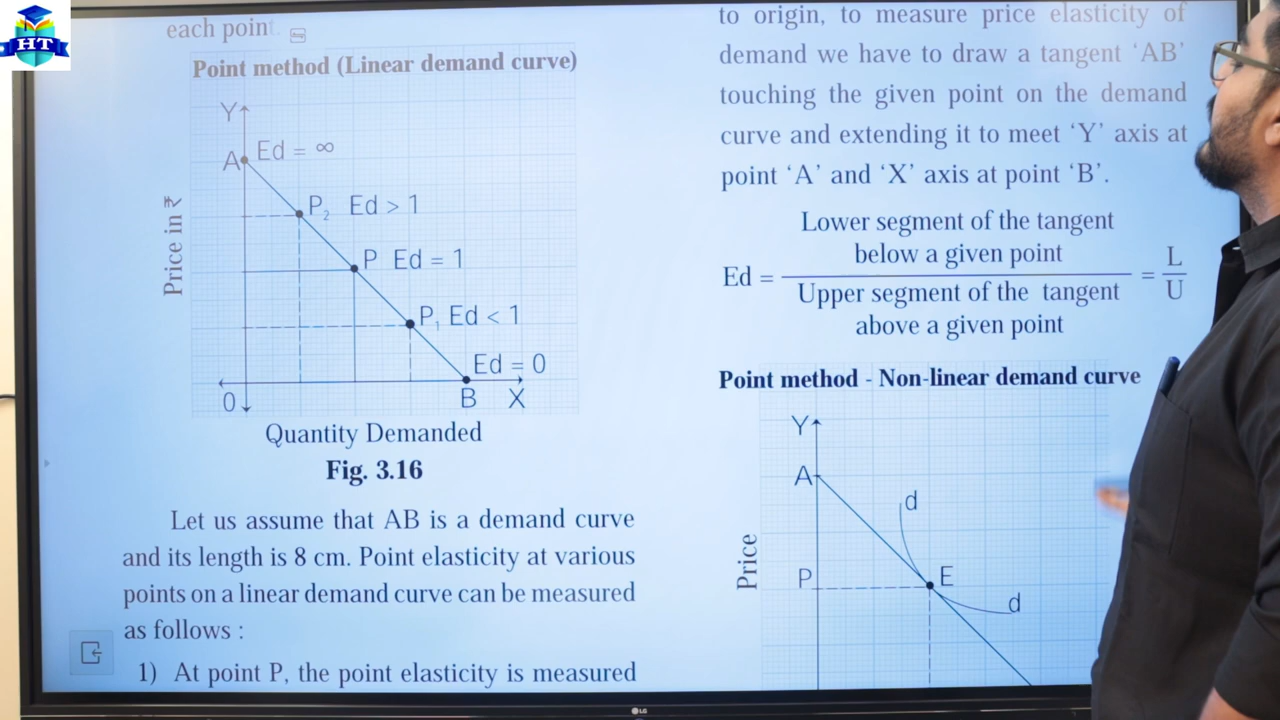 HT
each point
Point method (Linear demand curve)
Y
A Ed = ∞
P₂ Ed > 1
P Ed = 1
P₁ Ed < 1
Ed = 0
0 B X
Price in ₹
Quantity Demanded
Fig. 3.16
Let us assume that AB is a demand curve
and its length is 8 cm. Point elasticity at various
points on a linear demand curve can be measured
as follows :
1) At point P, the point elasticity is measured
to origin, to measure price elasticity of
demand we have to draw a tangent ‘AB’
touching the given point on the demand
curve and extending it to meet ‘Y’ axis at
point ‘A’ and ‘X’ axis at point ‘B’.
Lower segment of the tangent
below a given point
Ed = = L
U
Upper segment of the tangent
above a given point
Point method - Non-linear demand curve
Y
A
d
P E
d
Price
LG